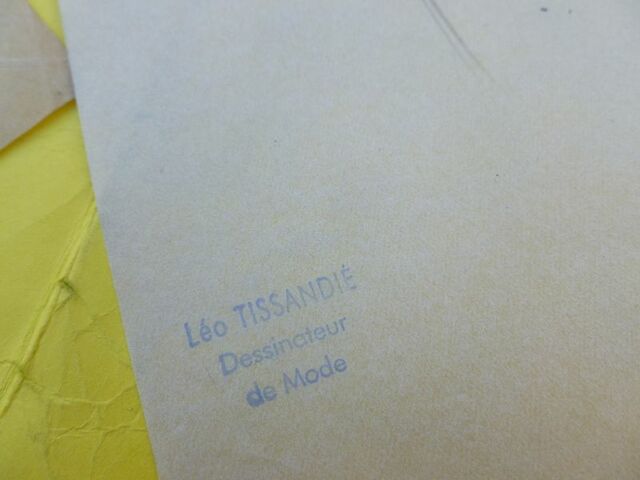 Léo TISSANDIÉ
Dessinateur
de Mode